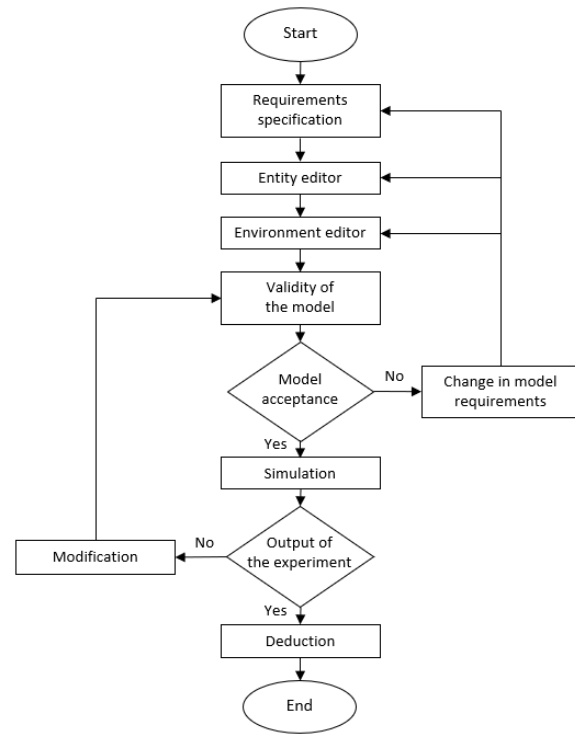 Start
Requirements
specification
Entity editor
Environment editor
Validity of
the model
Model
acceptance
No
Change in model
requirements
Yes
Simulation
Output of
the experiment
No
Modification
Yes
Deduction
End